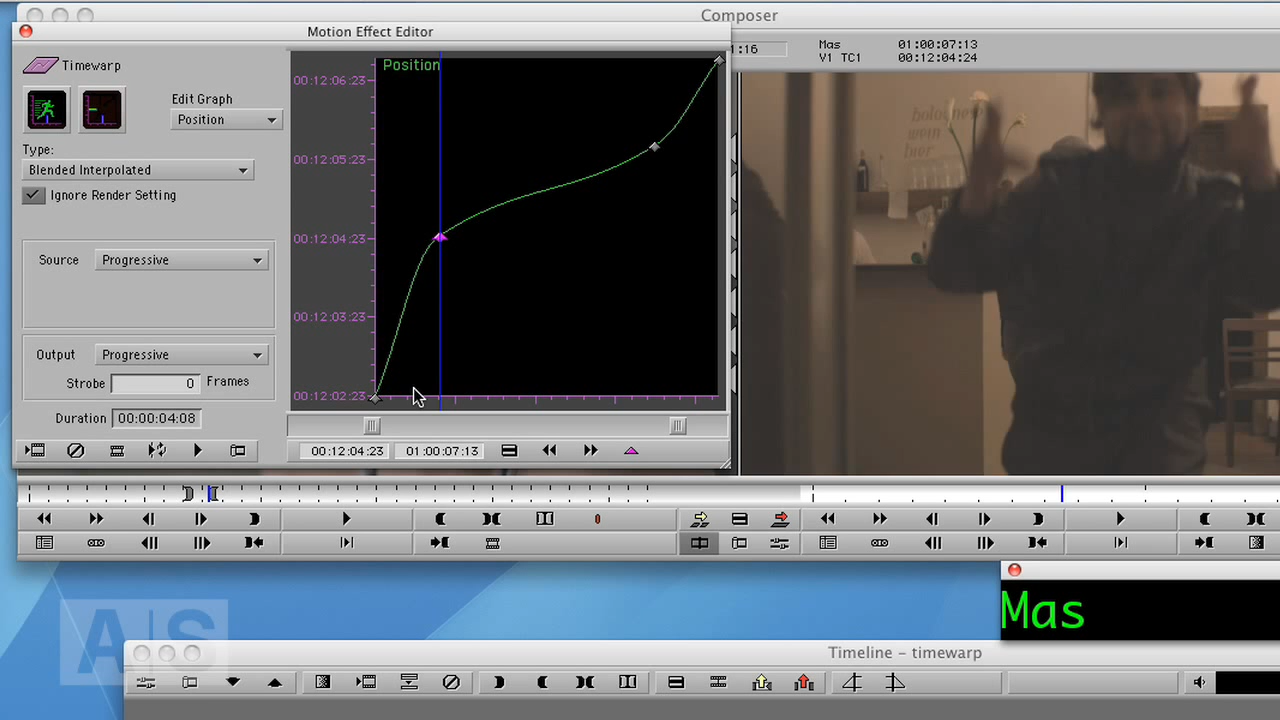 Composer
Motion Effect Editor
Timewarp
Edit Graph
Position
Type:
Blended Interpolated
Ignore Render Setting
Source
Progressive
Output
Progressive
Strobe
0
Frames
Duration
00:00:04:08
Position
00:12:06:23
00:12:05:23
00:12:04:23
00:12:03:23
00:12:02:23
00:12:04:23
01:00:07:13
1:16
Mas
01:00:07:13
V1 TC1
00:12:04:24
bolognese
wein
bier
Mas
A|S
Timeline - timewarp